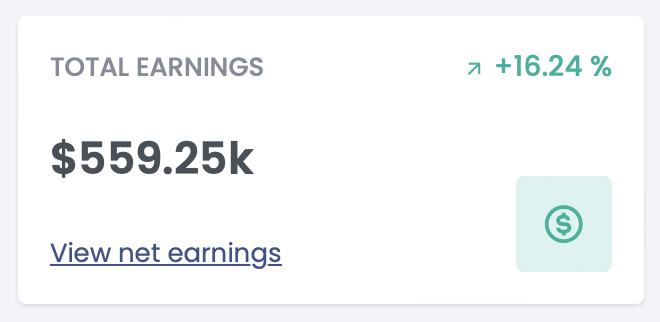 TOTAL EARNINGS
+16.24 %
$559.25k
View net earnings
$